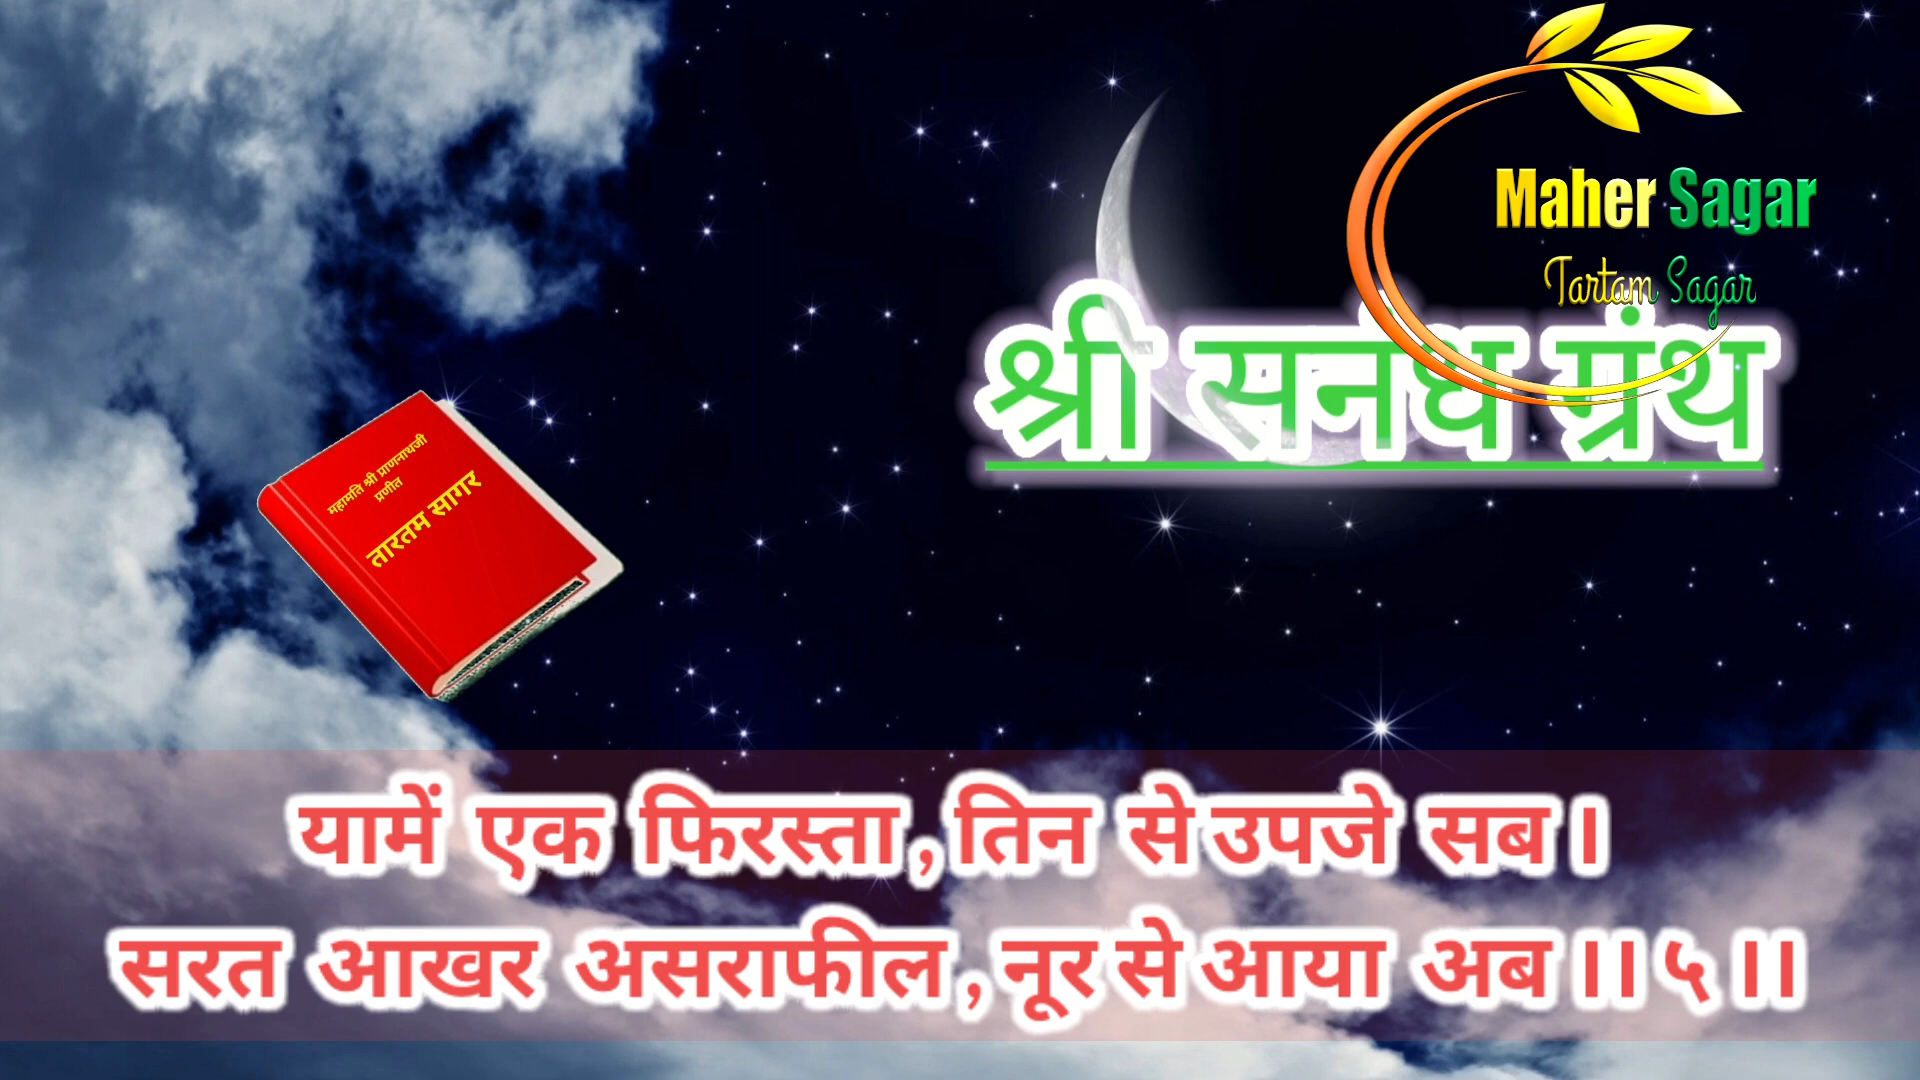 Maher Sagar
Tartam Sagar
श्री सनंध ग्रंथ
महामति श्री प्राणनाथजी
प्रणीत
तारतम सागर
यामें एक फिरस्ता , तिन से उपजे सब ।
सरत आखर असराफील , नूर से आया अब ।। ५ ।।